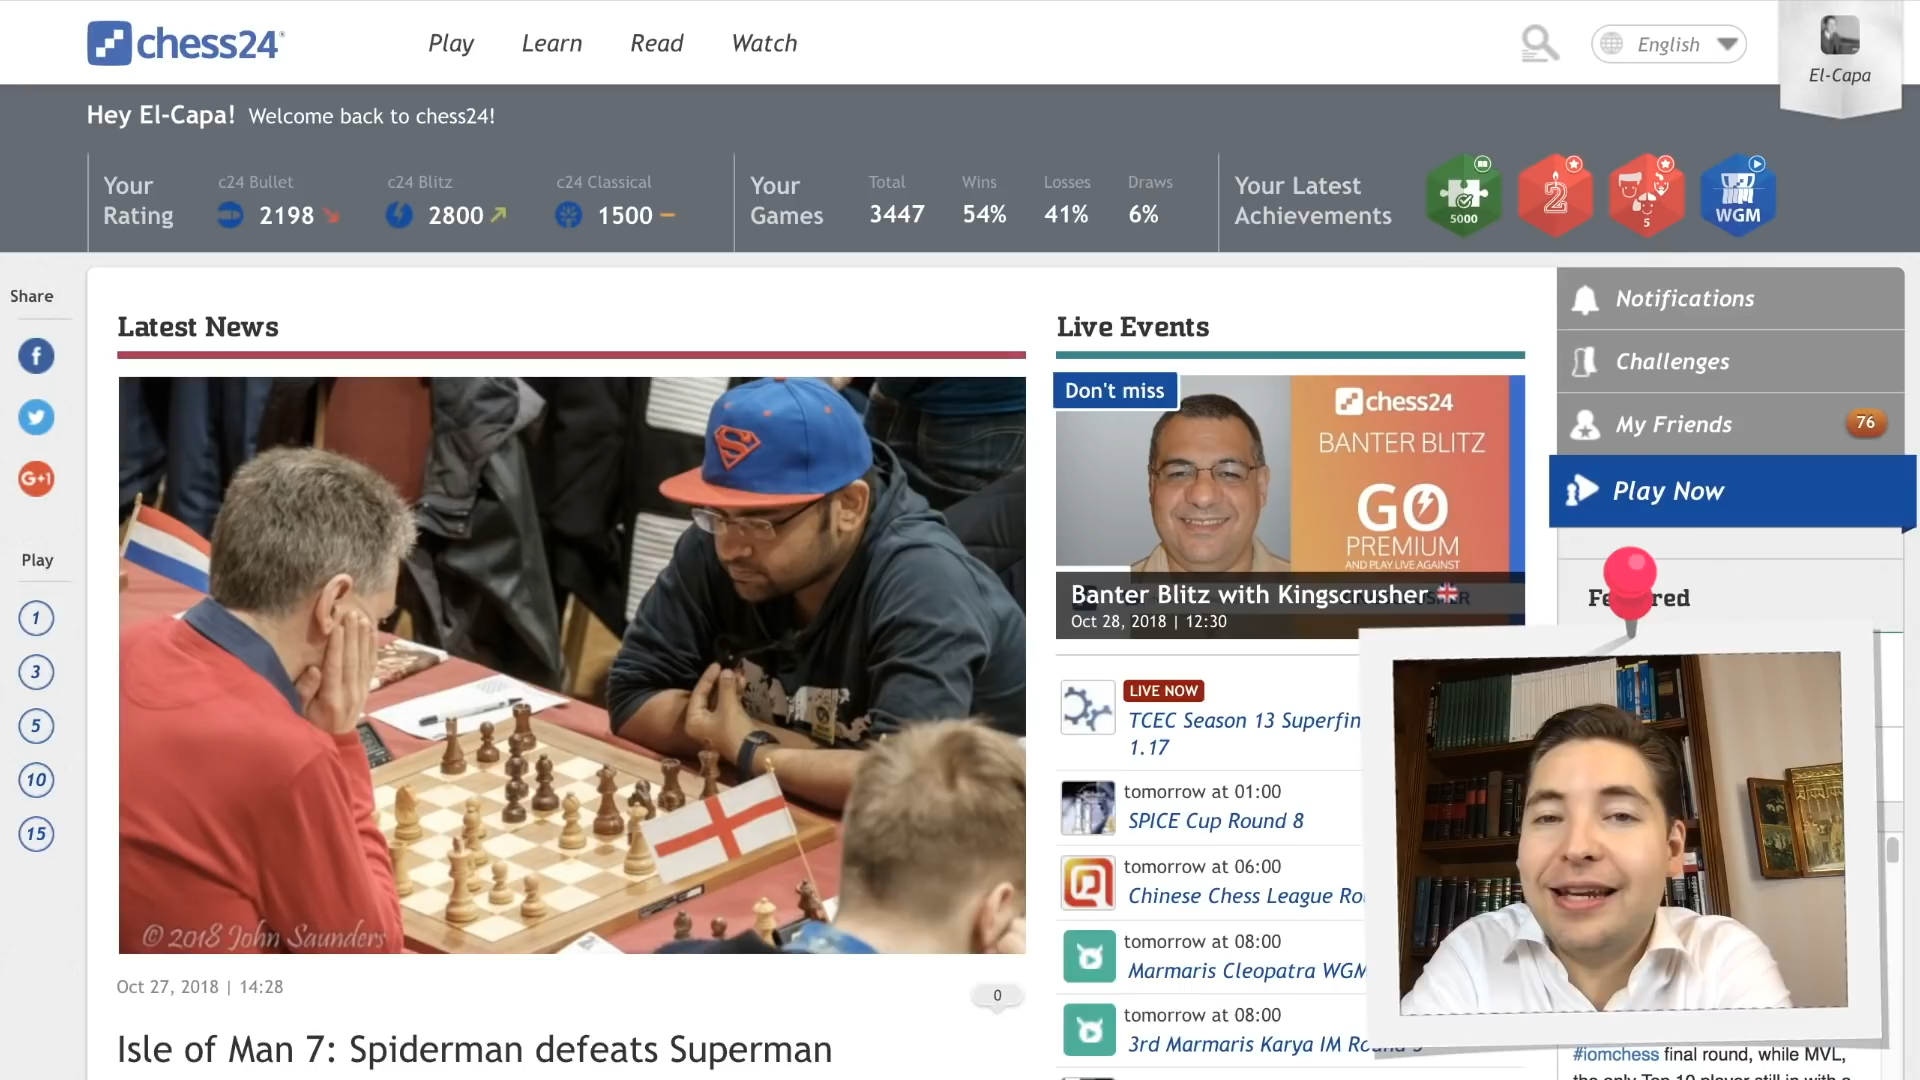 chess24
Play
Learn
Read
Watch
English
El-Capa
Hey El-Capa! Welcome back to chess24!
Your Rating
c24 Bullet
2198
c24 Blitz
2800
c24 Classical
1500
Your Games
Total
3447
Wins
54%
Losses
41%
Draws
6%
Your Latest Achievements
5000
2
5
WGM
Share
f
G+1
Play
1
3
5
10
15
Latest News
© 2018 John Saunders
Oct 27, 2018 | 14:28
0
Isle of Man 7: Spiderman defeats Superman
Live Events
Don't miss
chess24
BANTER BLITZ
GO
PREMIUM
AND PLAY LIVE AGAINST
Banter Blitz with Kingscrusher
Oct 28, 2018 | 12:30
LIVE NOW
TCEC Season 13 Superfin
1.17
tomorrow at 01:00
SPICE Cup Round 8
tomorrow at 06:00
Chinese Chess League Ro
tomorrow at 08:00
Marmaris Cleopatra WGM
tomorrow at 08:00
3rd Marmaris Karya IM
Notifications
Challenges
My Friends
76
Play Now
#iomchess final round, while MVL,